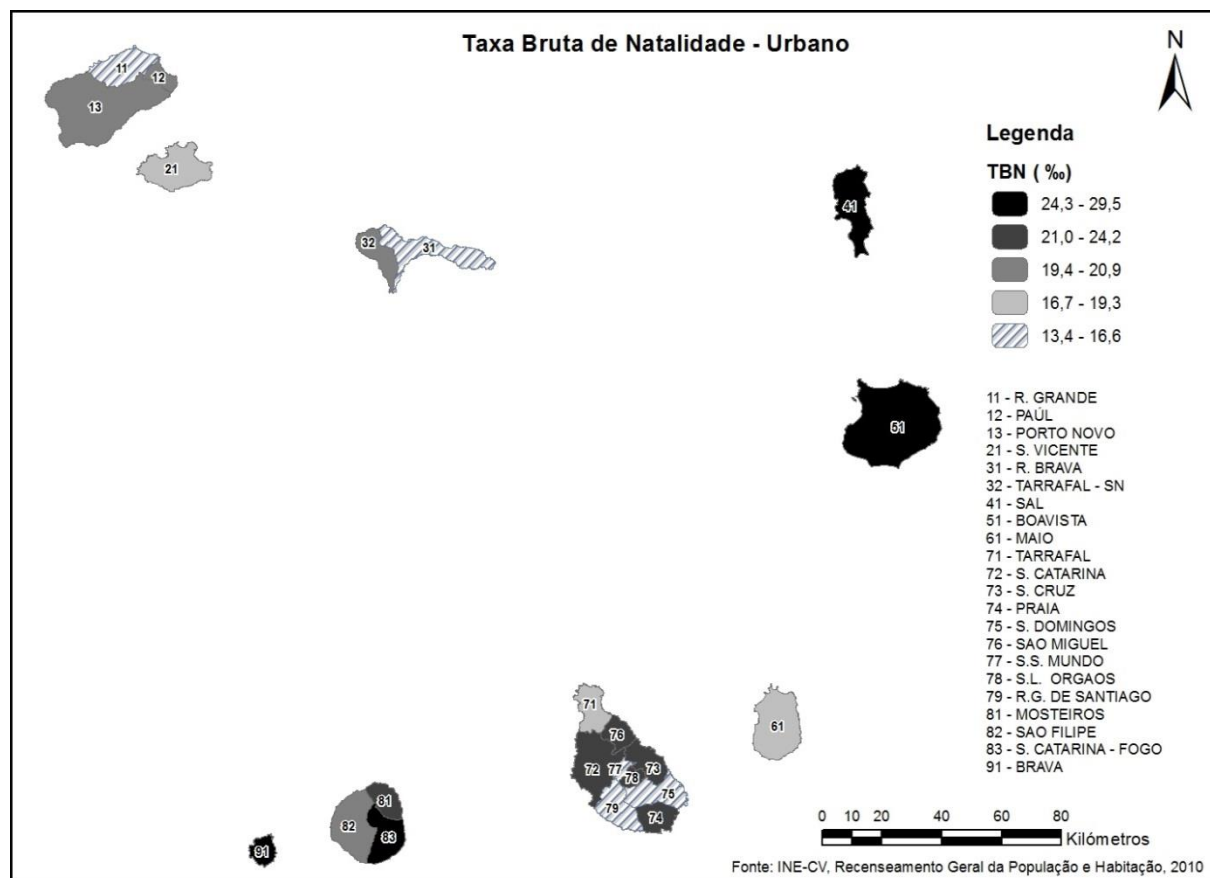 Taxa Bruta de Natalidade - Urbano
N
11
12
13
21
32
31
41
51
Legenda
TBN ( ‰)
24,3 - 29,5
21,0 - 24,2
19,4 - 20,9
16,7 - 19,3
13,4 - 16,6
11 - R. GRANDE
12 - PAÚL
13 - PORTO NOVO
21 - S. VICENTE
31 - R. BRAVA
32 - TARRAFAL - SN
41 - SAL
51 - BOAVISTA
61 - MAIO
71 - TARRAFAL
72 - S. CATARINA
73 - S. CRUZ
74 - PRAIA
75 - S. DOMINGOS
76 - SAO MIGUEL
77 - S.S. MUNDO
78 - S.L. ORGAOS
79 - R.G. DE SANTIAGO
81 - MOSTEIROS
82 - SAO FILIPE
83 - S. CATARINA - FOGO
91 - BRAVA
71
76
61
72
77
73
78
75
79
74
81
82
83
91
0 10 20 40 60 80
Kilómetros
Fonte: INE-CV, Recenseamento Geral da População e Habitação, 2010